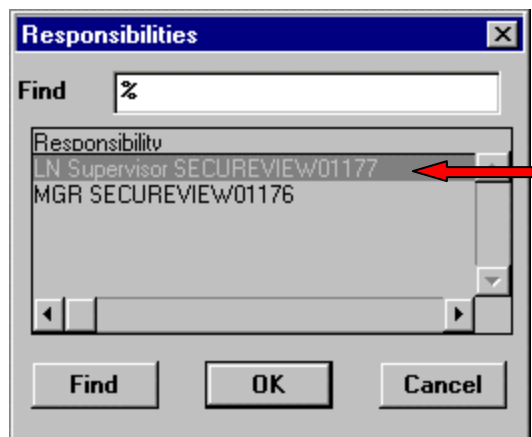 Responsibilities
Find %
Responsibility
LN Supervisor SECUREVIEW01177
MGR SECUREVIEW01176
Find OK Cancel